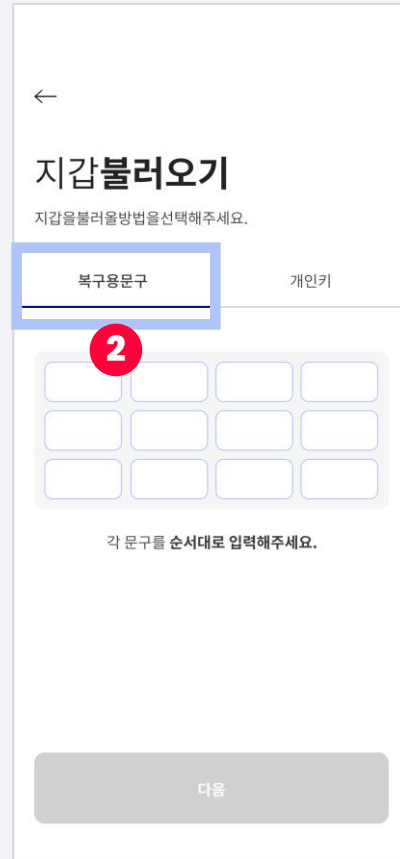 지갑불러오기
지갑을불러올방법을선택해주세요.
복구용문구 개인키
2
각 문구를 순서대로 입력해주세요.
다음